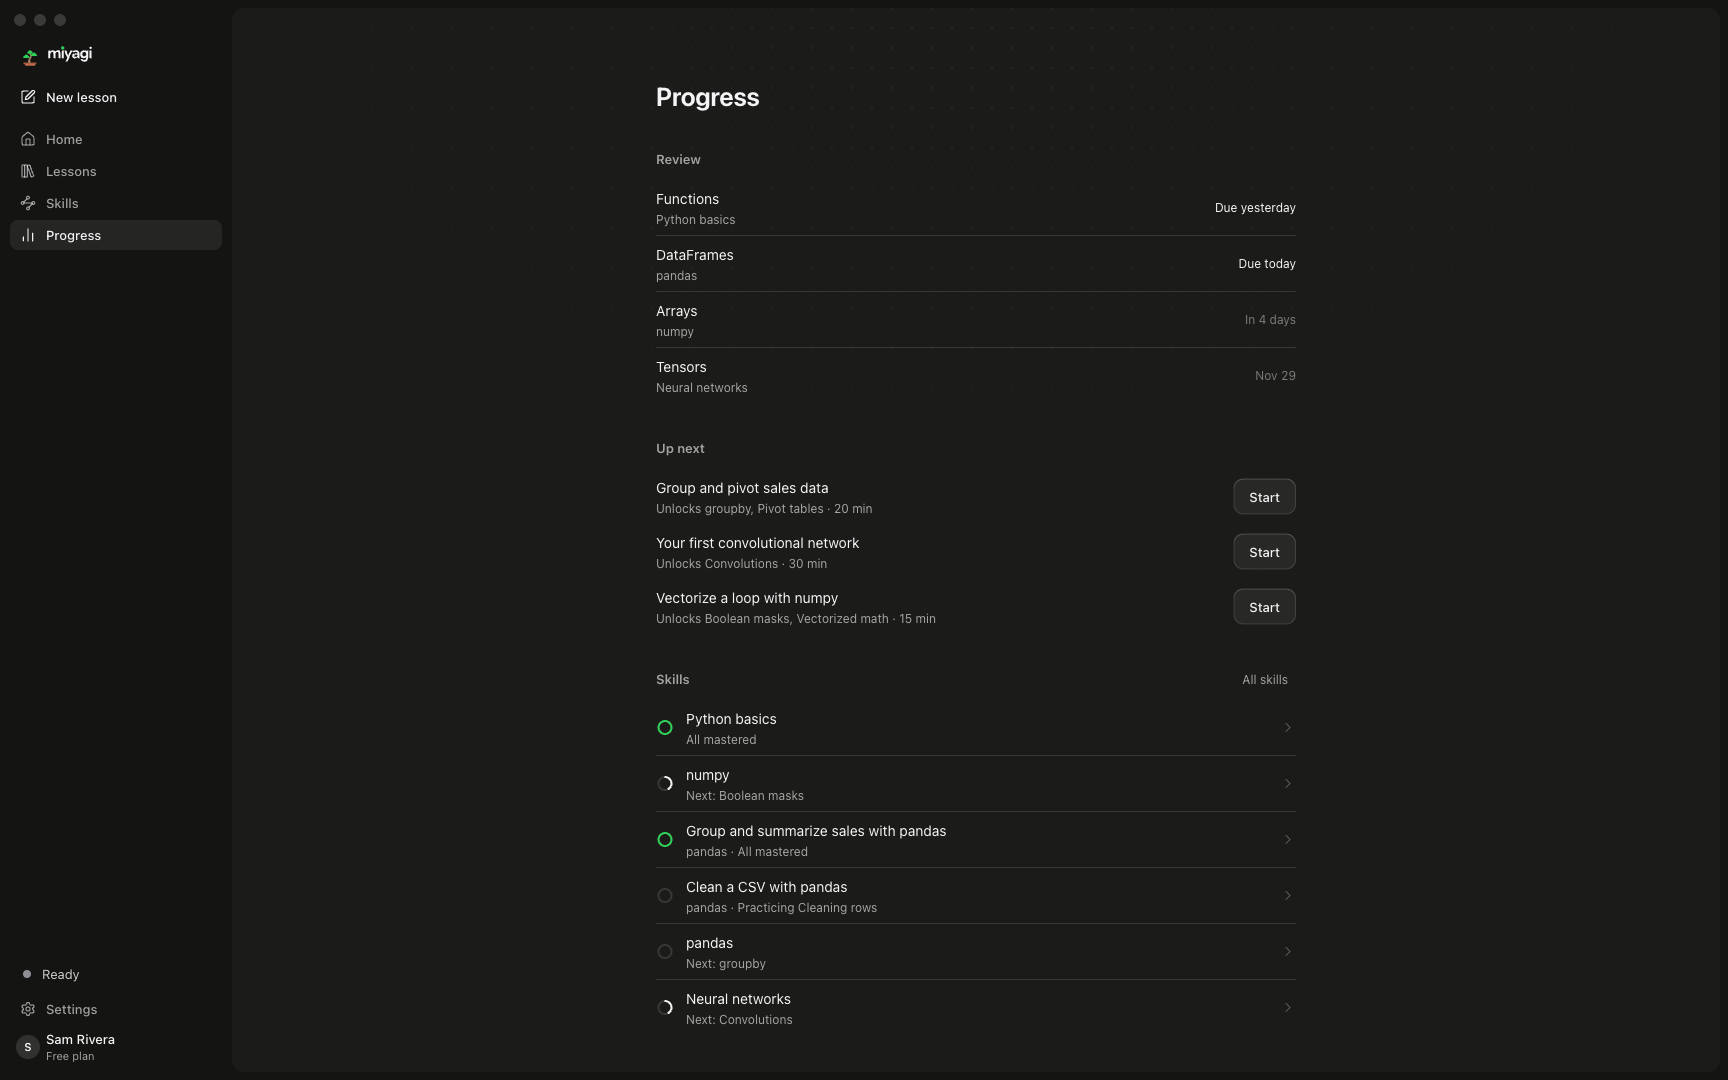 miyagi
New lesson
Home
Lessons
Skills
Progress
Ready
Settings
S
Sam Rivera
Free plan
Progress
Review
Functions
Python basics
Due yesterday
DataFrames
pandas
Due today
Arrays
numpy
In 4 days
Tensors
Neural networks
Nov 29
Up next
Group and pivot sales data
Unlocks groupby, Pivot tables · 20 min
Start
Your first convolutional network
Unlocks Convolutions · 30 min
Start
Vectorize a loop with numpy
Unlocks Boolean masks, Vectorized math · 15 min
Start
Skills
All skills
Python basics
All mastered
numpy
Next: Boolean masks
Group and summarize sales with pandas
pandas · All mastered
Clean a CSV with pandas
pandas · Practicing Cleaning rows
pandas
Next: groupby
Neural networks
Next: Convolutions